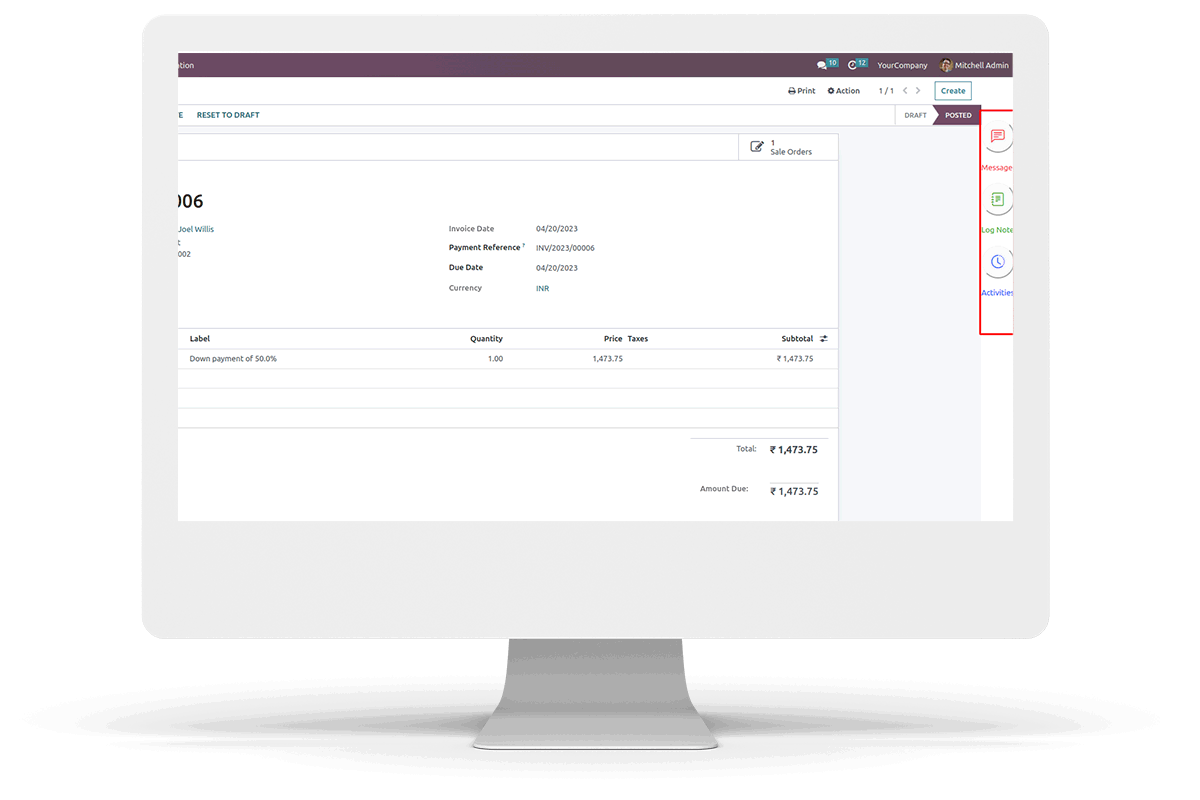 10 12 YourCompany Mitchell Admin
Print Action 1 / 1 Create
RESET TO DRAFT DRAFT POSTED
1
Sale Orders
Message
006
Joel Willis
Invoice Date 04/20/2023
Log Note
002
Payment Reference ? INV/2023/00006
Due Date 04/20/2023
Currency INR
Activities
Label Quantity Price Taxes Subtotal
Down payment of 50.0% 1.00 1,473.75 ₹ 1,473.75
Total: ₹ 1,473.75
Amount Due: ₹ 1,473.75